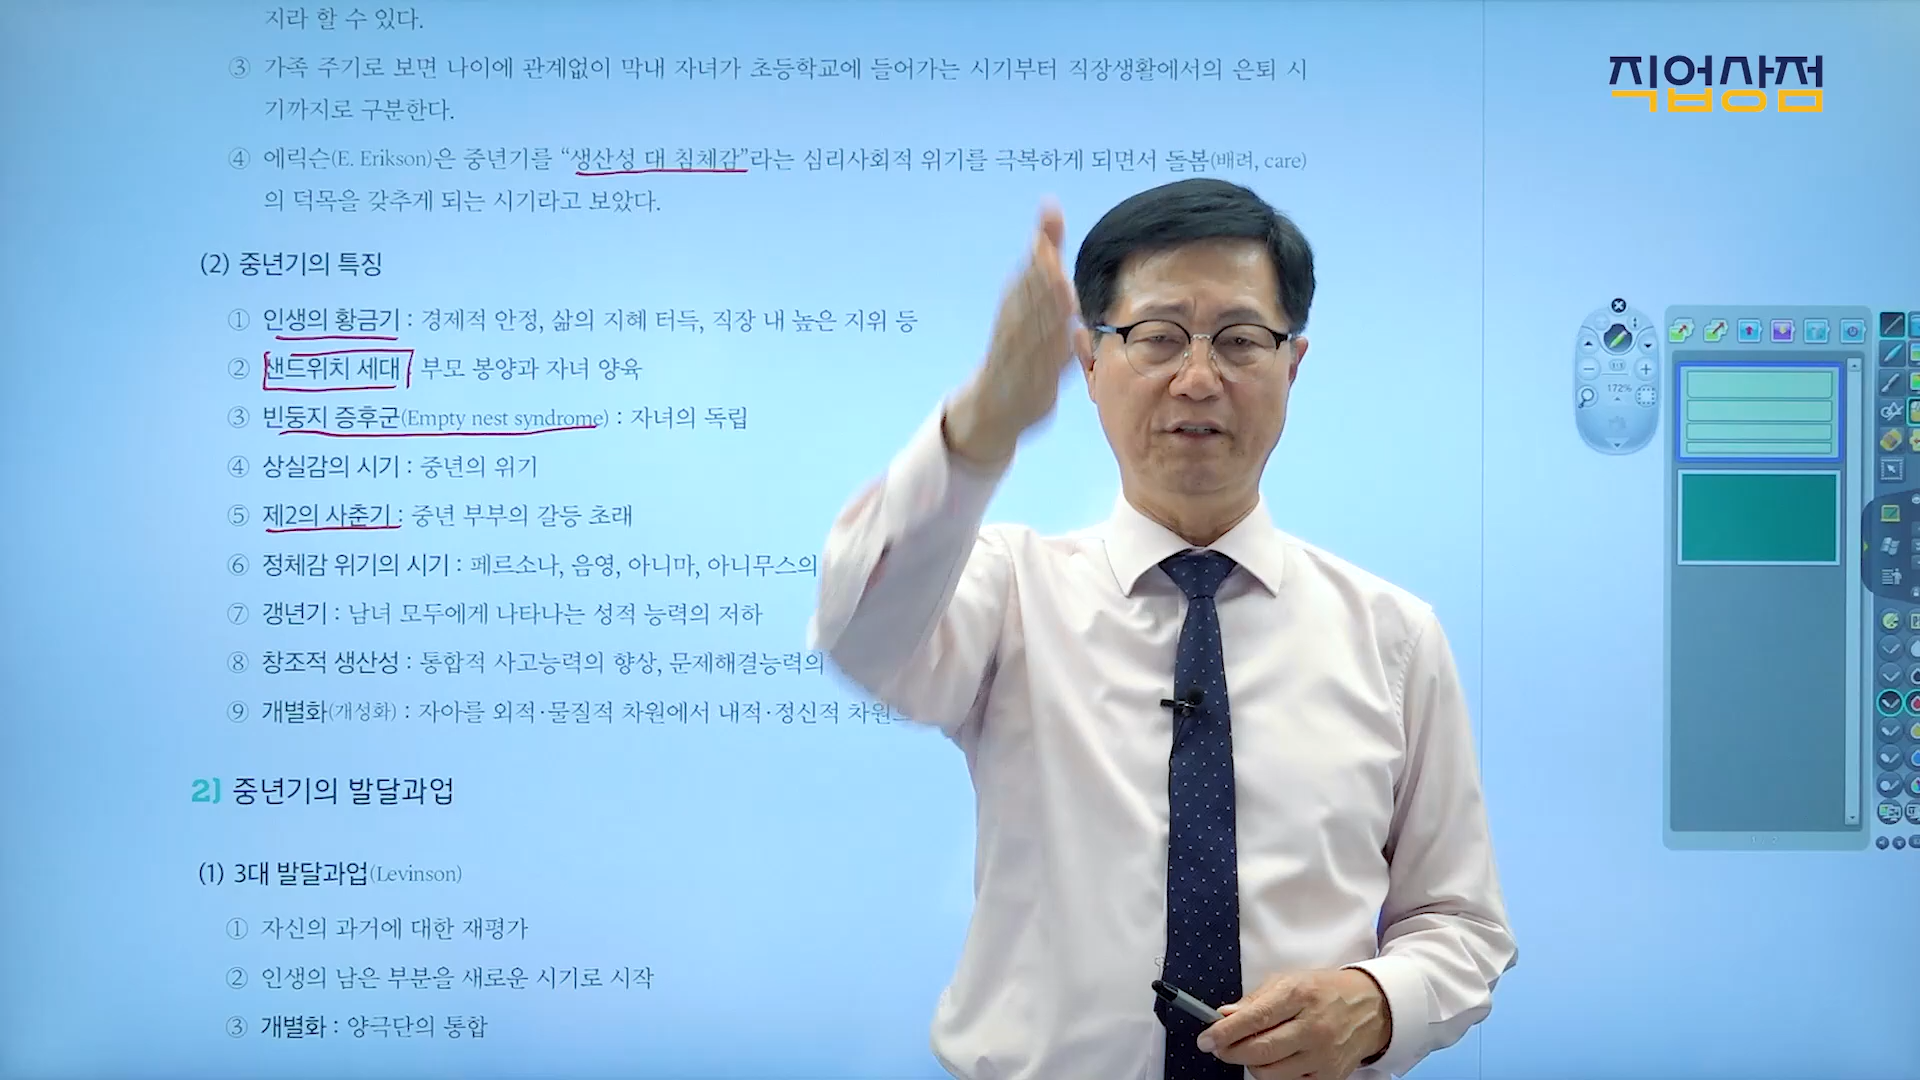 지라 할 수 있다.
직업상점
③ 가족 주기로 보면 나이에 관계없이 막내 자녀가 초등학교에 들어가는 시기부터 직장생활에서의 은퇴 시
기까지로 구분한다.
④ 에릭슨(E. Erikson)은 중년기를 “생산성 대 침체감”라는 심리사회적 위기를 극복하게 되면서 돌봄(배려, care)
의 덕목을 갖추게 되는 시기라고 보았다.
(2) 중년기의 특징
① 인생의 황금기 : 경제적 안정, 삶의 지혜 터득, 직장 내 높은 지위 등
② 샌드위치 세대 : 부모 봉양과 자녀 양육
③ 빈둥지 증후군(Empty nest syndrome) : 자녀의 독립
④ 상실감의 시기 : 중년의 위기
⑤ 제2의 사춘기 : 중년 부부의 갈등 초래
⑥ 정체감 위기의 시기 : 페르소나, 음영, 아니마, 아니무스의
⑦ 갱년기 : 남녀 모두에게 나타나는 성적 능력의 저하
⑧ 창조적 생산성 : 통합적 사고능력의 향상, 문제해결능력의
⑨ 개별화(개성화) : 자아를 외적·물질적 차원에서 내적·정신적 차원
2) 중년기의 발달과업
(1) 3대 발달과업(Levinson)
① 자신의 과거에 대한 재평가
② 인생의 남은 부분을 새로운 시기로 시작
③ 개별화 : 양극단의 통합
172%